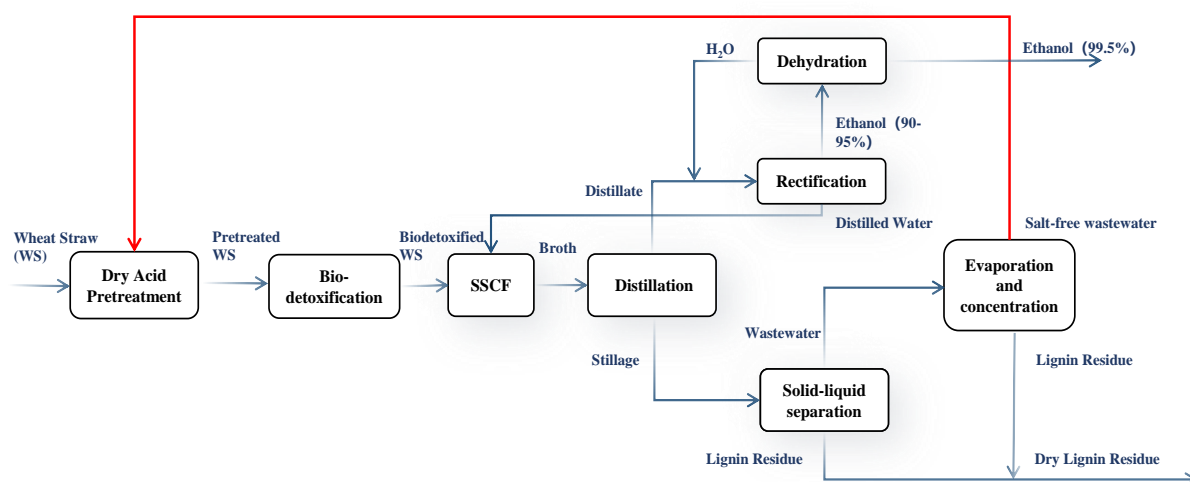 H₂O
Dehydration
Ethanol（99.5%）
Ethanol（90-
95%）
Distillate
Rectification
Distilled Water
Salt-free wastewater
Wheat Straw
(WS)
Dry Acid
Pretreatment
Pretreated
WS
Bio-
detoxification
Biodetoxified
WS
SSCF
Broth
Distillation
Evaporation
and
concentration
Wastewater
Stillage
Solid-liquid
separation
Lignin Residue
Lignin Residue
Dry Lignin Residue